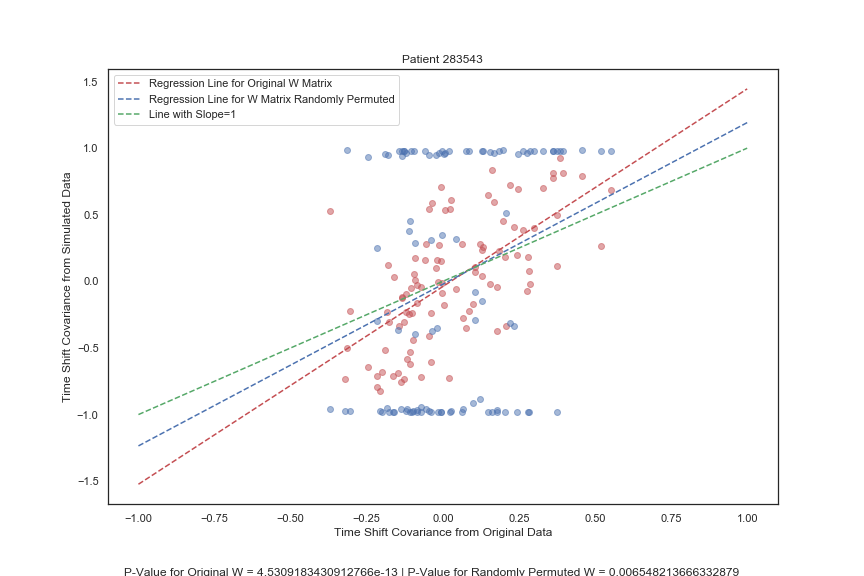 Patient 283543
Regression Line for Original W Matrix
Regression Line for W Matrix Randomly Permuted
Line with Slope=1
1.5
1.0
0.5
0.0
−0.5
−1.0
−1.5
Time Shift Covariance from Simulated Data
−1.00 −0.75 −0.50 −0.25 0.00 0.25 0.50 0.75 1.00
Time Shift Covariance from Original Data
P-Value for Original W = 4.5309183430912766e-13 | P-Value for Randomly Permuted W = 0.006548213666332879